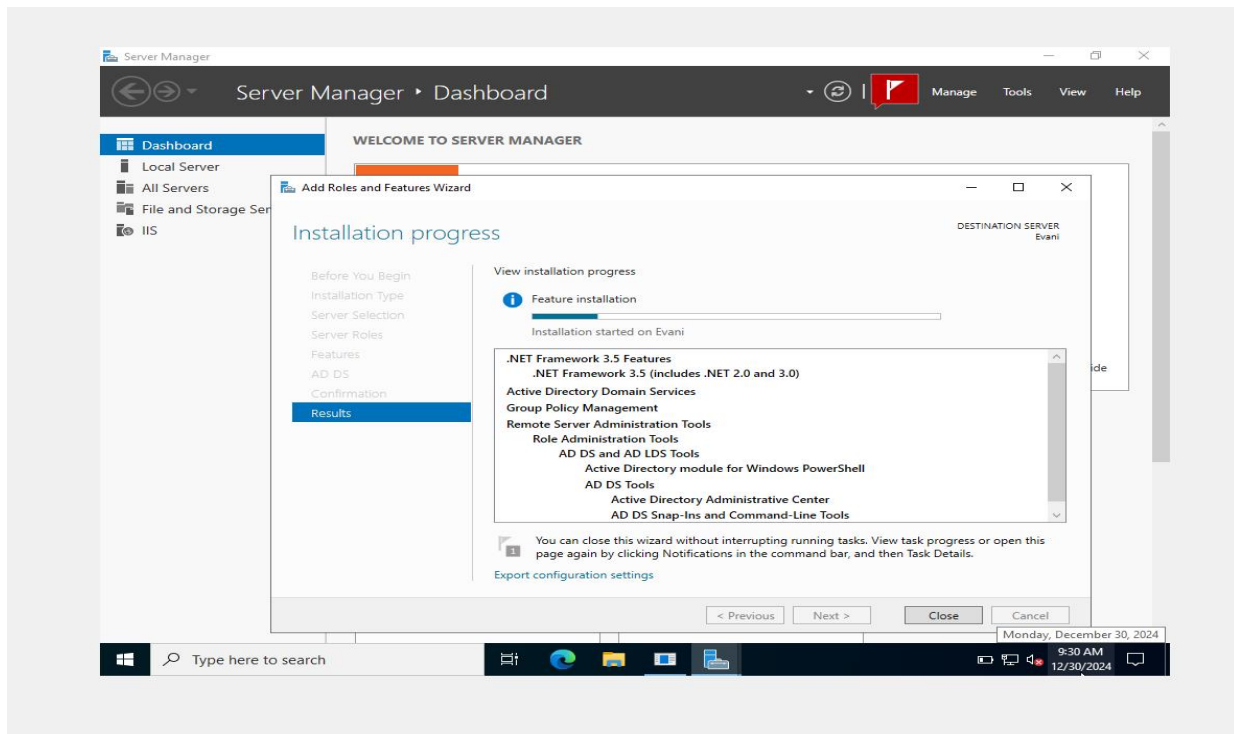 Server Manager
Server Manager ‣ Dashboard
Manage Tools View Help
Dashboard
Local Server
All Servers
File and Storage Ser
IIS
WELCOME TO SERVER MANAGER
Add Roles and Features Wizard
Installation progress
DESTINATION SERVER
Evani
Before You Begin
Installation Type
Server Selection
Server Roles
Features
AD DS
Confirmation
Results
View installation progress
Feature installation
Installation started on Evani
.NET Framework 3.5 Features
.NET Framework 3.5 (includes .NET 2.0 and 3.0)
Active Directory Domain Services
Group Policy Management
Remote Server Administration Tools
Role Administration Tools
AD DS and AD LDS Tools
Active Directory module for Windows PowerShell
AD DS Tools
Active Directory Administrative Center
AD DS Snap-Ins and Command-Line Tools
ide
1
You can close this wizard without interrupting running tasks. View task progress or open this
page again by clicking Notifications in the command bar, and then Task Details.
Export configuration settings
< Previous Next > Close Cancel
Monday, December 30, 2024
Type here to search
9:30 AM
12/30/2024